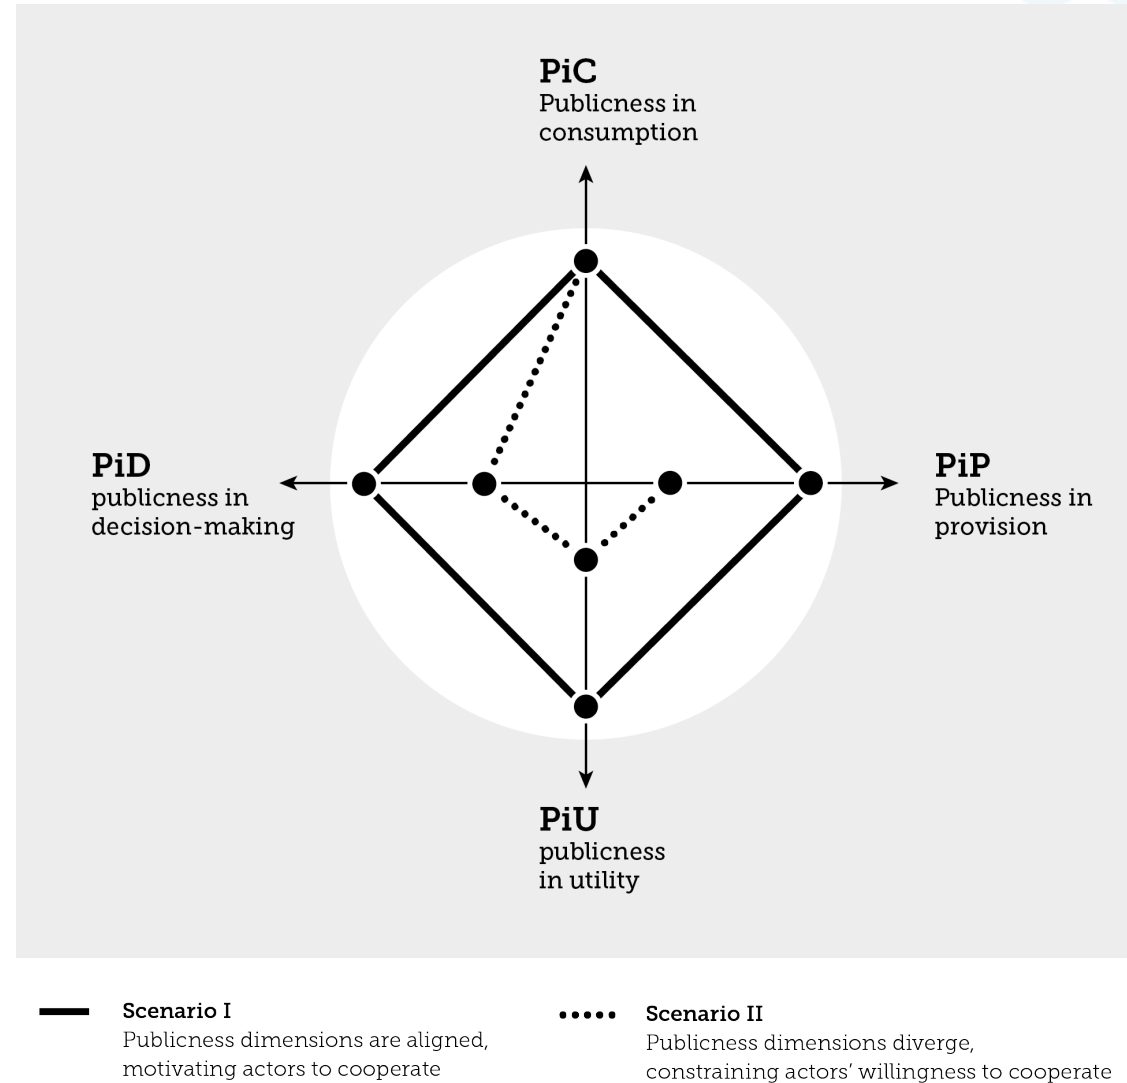 PiC
Publicness in
consumption
PiD
publicness in
decision-making
PiP
Publicness in
provision
PiU
publicness
in utility
Scenario I
Publicness dimensions are aligned,
motivating actors to cooperate
Scenario II
Publicness dimensions diverge,
constraining actors’ willingness to cooperate